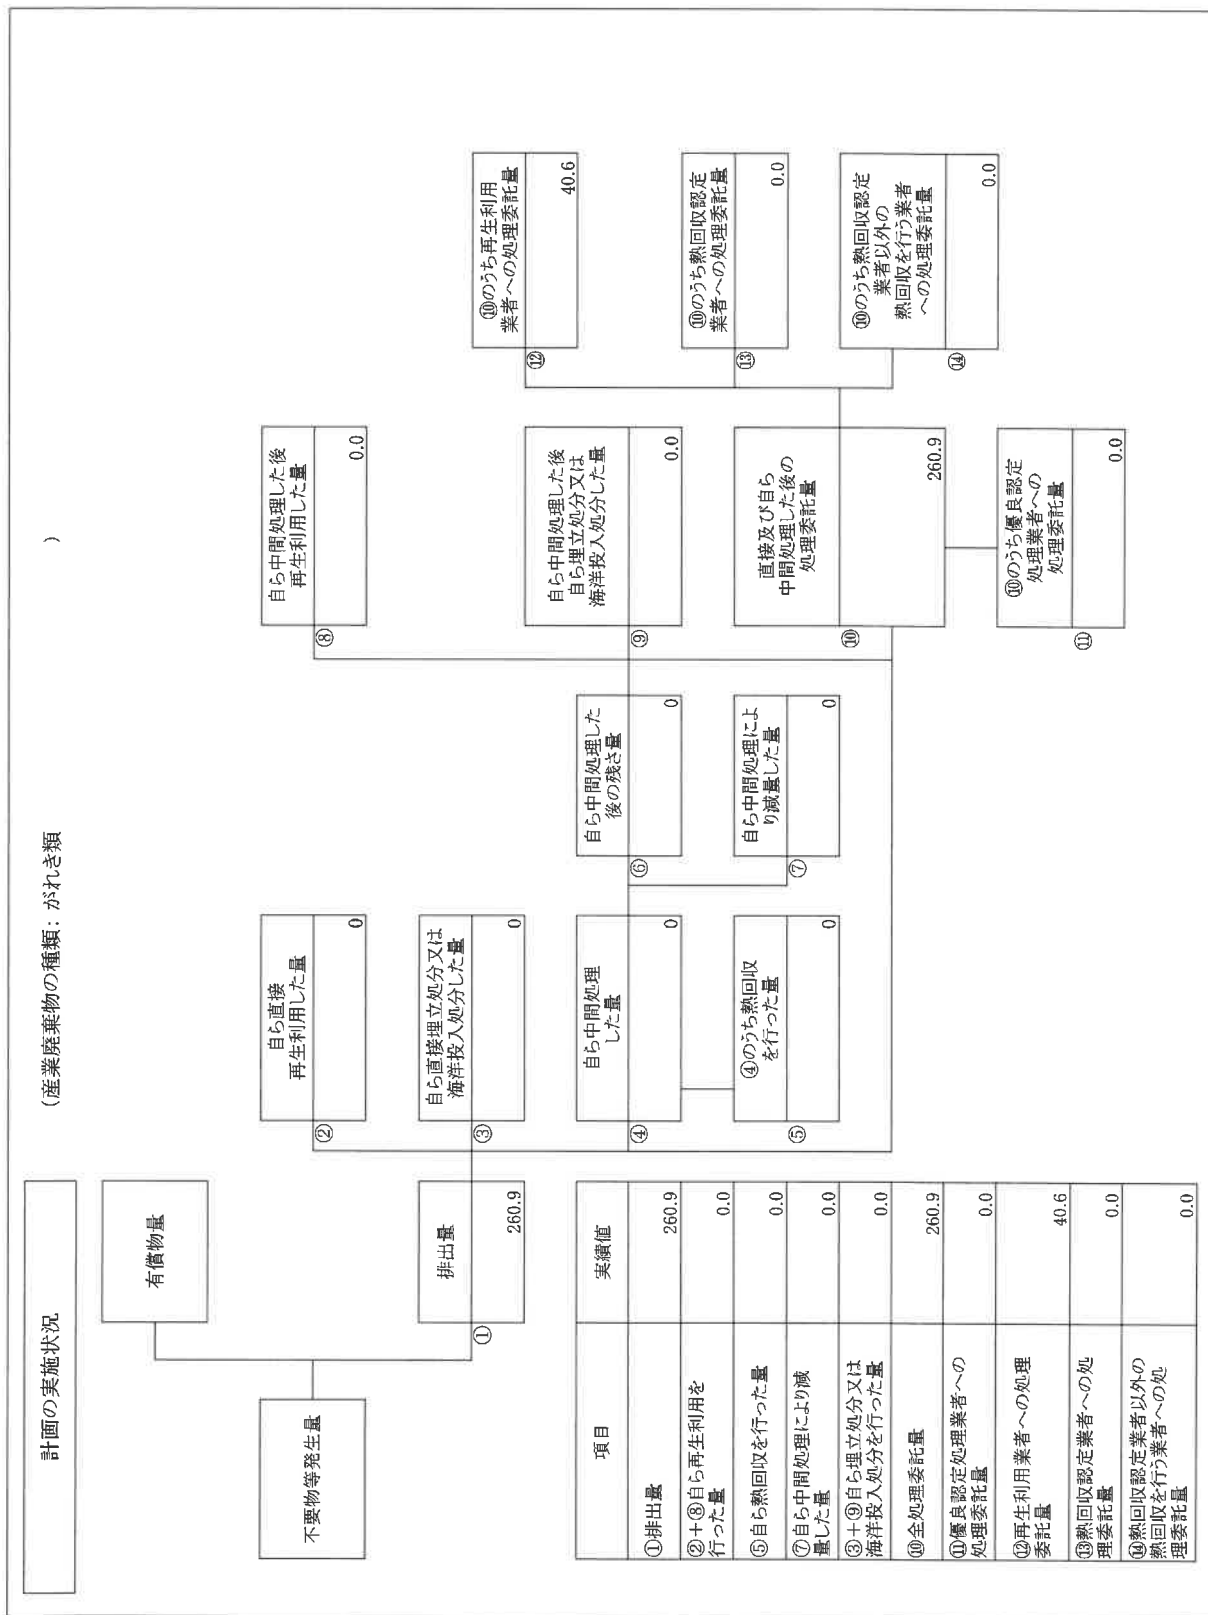 計画の実施状況
(産業廃棄物の種類: がれき類
)
不要物等発生量
有償物量
①
排出量
260.9
②
自ら直接
再生利用した量
0
③
自ら直接埋立処分又は
海洋投入処分した量
0
④
自ら中間処理
した量
0
⑤
④のうち熱回収
を行った量
0
⑥
自ら中間処理した
後の残さ量
0
⑦
自ら中間処理によ
り減量した量
0
⑧
自ら中間処理した後
再生利用した量
0.0
⑨
自ら中間処理した後
自ら埋立処分又は
海洋投入処分した量
0.0
⑩
直接及び自ら
中間処理した後の
処理委託量
260.9
⑪
⑩のうち優良認定
処理業者への
処理委託量
0.0
⑫
⑩のうち再生利用
業者への処理委託量
40.6
⑬
⑩のうち熱回収認定
業者への処理委託量
0.0
⑭
⑩のうち熱回収認定
業者以外の
熱回収を行う業者
への処理委託量
0.0
項目 実績値
①排出量 260.9
②+⑧自ら再生利用を
行った量 0.0
⑤自ら熱回収を行った量 0.0
⑦自ら中間処理により減
量した量 0.0
③+⑨自ら埋立処分又は
海洋投入処分を行った量 0.0
⑩全処理委託量 260.9
⑪優良認定処理業者への
処理委託量 0.0
⑫再生利用業者への処理
委託量 40.6
⑬熱回収認定業者への処
理委託量 0.0
⑭熱回収認定業者以外の
熱回収を行う業者への処
理委託量 0.0